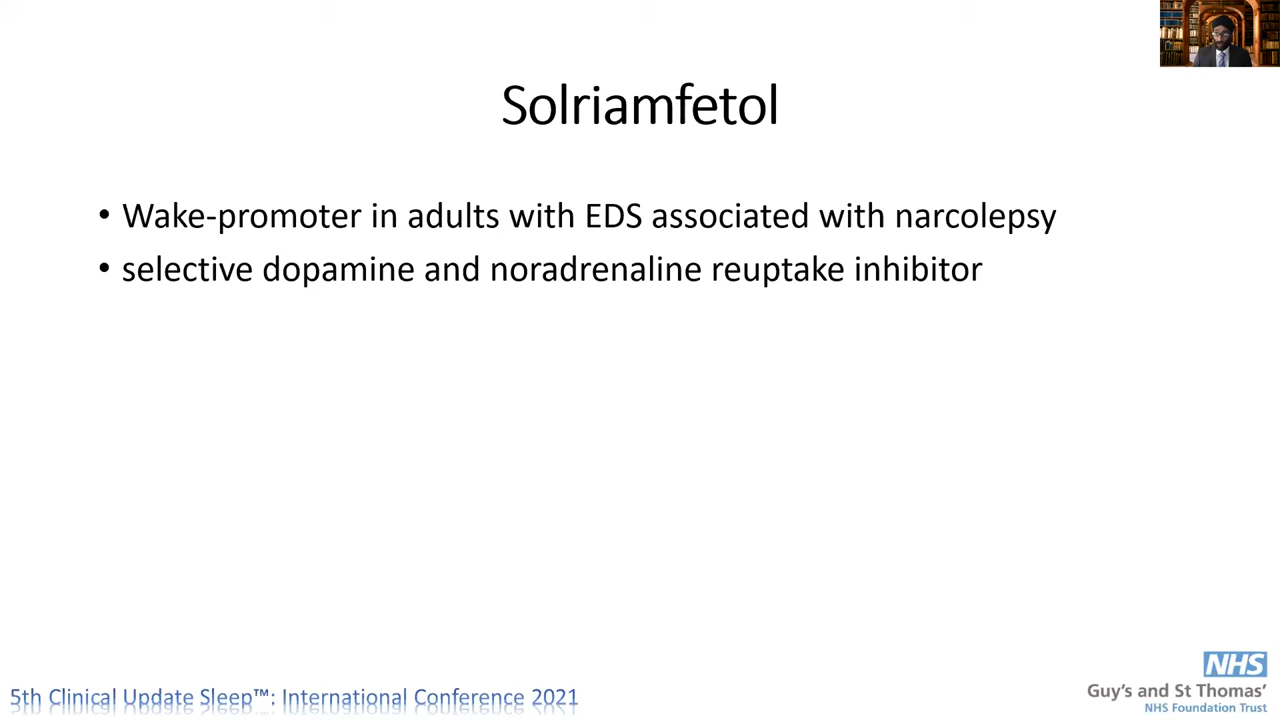 Solriamfetol
• Wake-promoter in adults with EDS associated with narcolepsy
• selective dopamine and noradrenaline reuptake inhibitor
5th Clinical Update Sleep™: International Conference 2021
NHS
Guy's and St Thomas'
NHS Foundation Trust